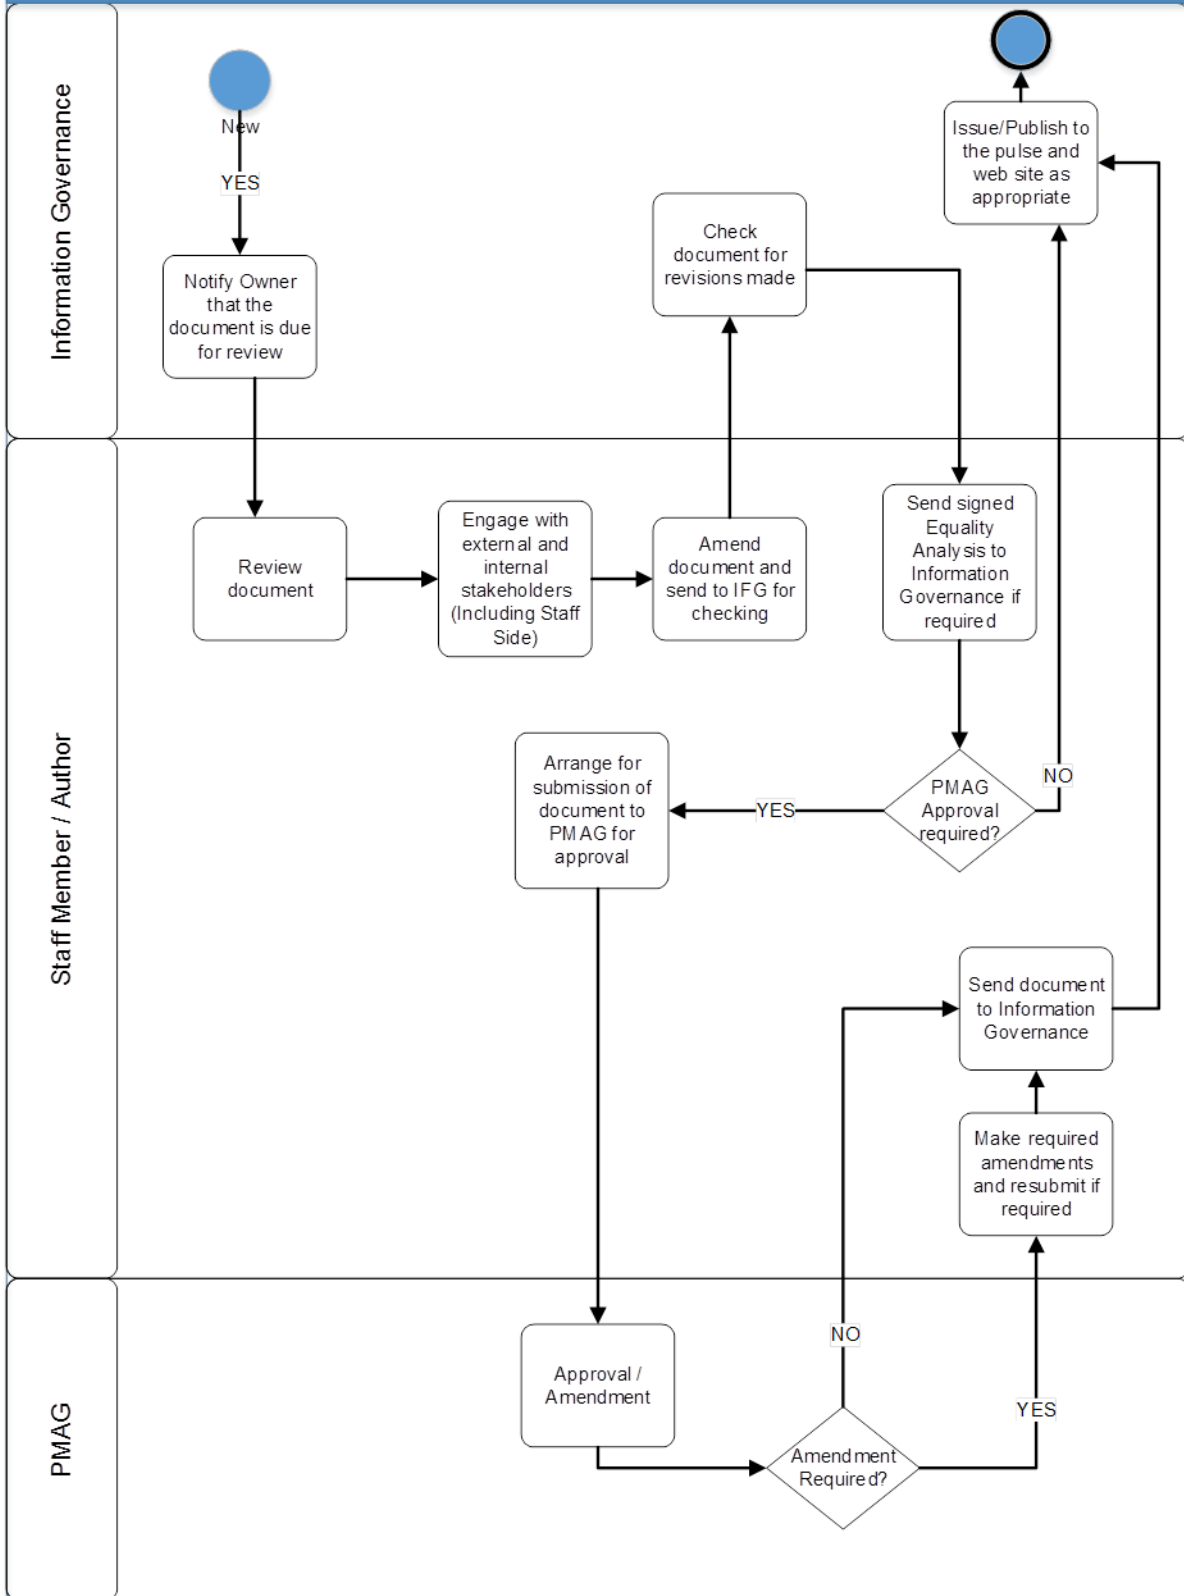 Information Governance
New
YES
Notify Owner
that the
document is due
for review
Check
document for
revisions made
Issue/Publish to
the pulse and
web site as
appropriate
Staff Member / Author
Review
document
Engage with
external and
internal
stakeholders
(Including Staff
Side)
Amend
document and
send to IFG for
checking
Send signed
Equality
Analysis to
Information
Governance if
required
PMAG
Approval
required?
NO
YES
Arrange for
submission of
document to
PMAG for
approval
Send document
to Information
Governance
Make required
amendments
and resubmit if
required
PMAG
Approval /
Amendment
Amendment
Required?
NO
YES